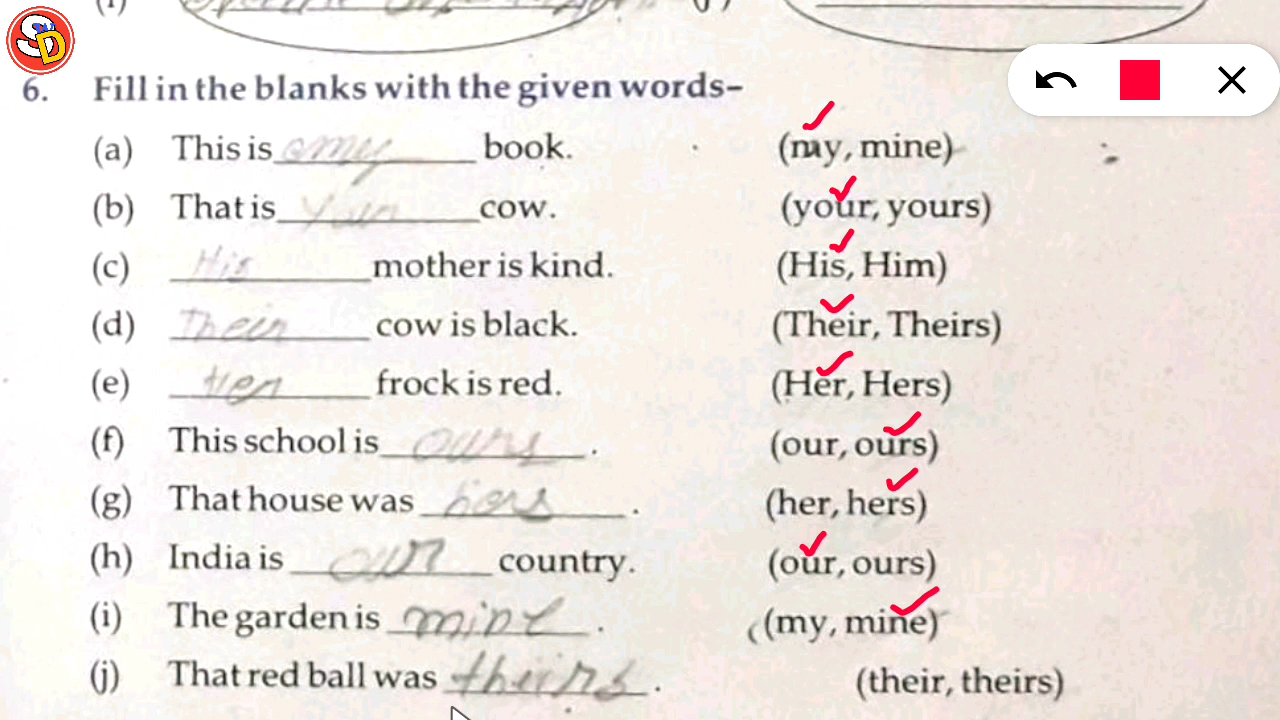 SD
6. Fill in the blanks with the given words–
(a) This is my book. (my, mine)
(b) That is Your cow. (your, yours)
(c) His mother is kind. (His, Him)
(d) Their cow is black. (Their, Theirs)
(e) Her frock is red. (Her, Hers)
(f) This school is ours. (our, ours)
(g) That house was hers. (her, hers)
(h) India is our country. (our, ours)
(i) The garden is mine. (my, mine)
(j) That red ball was theirs. (their, theirs)